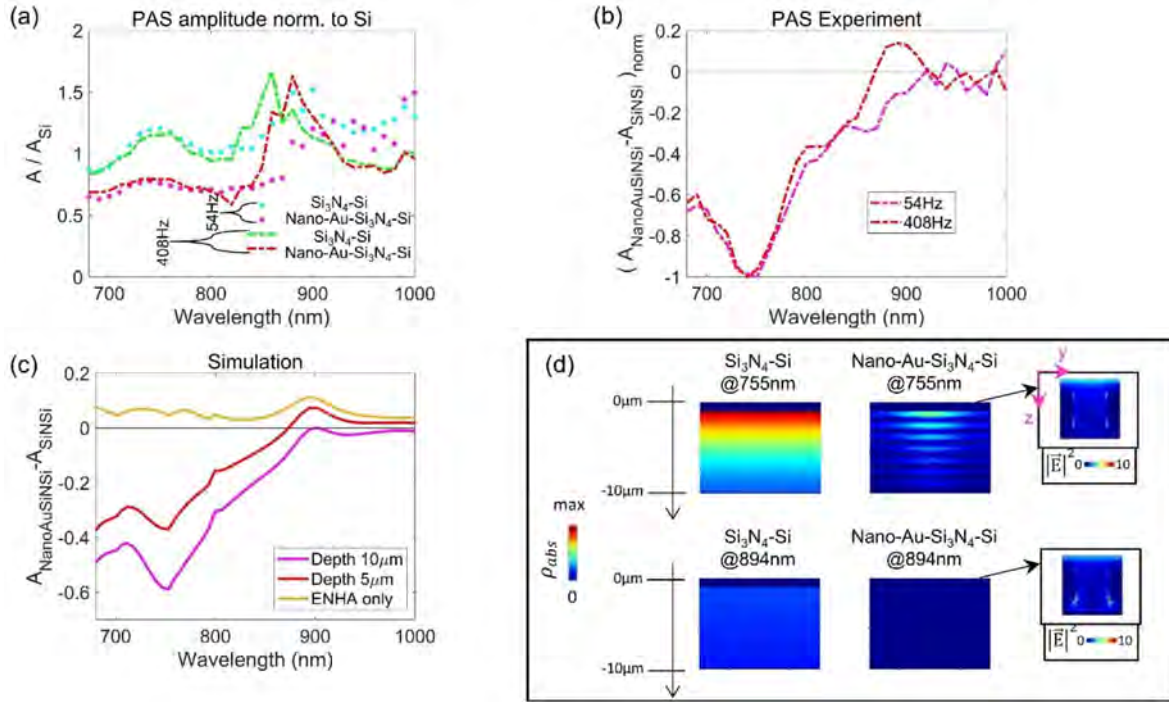 (a)
PAS amplitude norm. to Si
2
1.5
1
0.5
0
A / A_Si
54Hz
Si₃N₄-Si
Nano-Au-Si₃N₄-Si
408Hz
Si₃N₄-Si
Nano-Au-Si₃N₄-Si
700 800 900 1000
Wavelength (nm)
(b)
PAS Experiment
0.2
0
-0.2
-0.4
-0.6
-0.8
-1
( A_NanoAuSiNSi-A_SiNSi )_norm
54Hz
408Hz
700 800 900 1000
Wavelength (nm)
(c)
Simulation
0.2
0
-0.2
-0.4
-0.6
A_NanoAuSiNSi-A_SiNSi
Depth 10μm
Depth 5μm
ENHA only
700 800 900 1000
Wavelength (nm)
(d)
Si₃N₄-Si
@755nm
Nano-Au-Si₃N₄-Si
@755nm
0μm
-10μm
y
z
|E⃗|² 0 10
max
ρ_abs
0
Si₃N₄-Si
@894nm
Nano-Au-Si₃N₄-Si
@894nm
0μm
-10μm
|E⃗|² 0 10